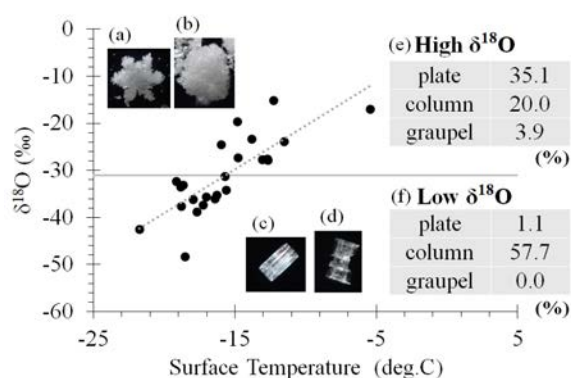 (a)
(b)
(c)
(d)
(e) High δ¹⁸O
plate 35.1
column 20.0
graupel 3.9
(%)
(f) Low δ¹⁸O
plate 1.1
column 57.7
graupel 0.0
(%)
δ¹⁸O (‰)
0
-10
-20
-30
-40
-50
-60
-25 -15 -5 5
Surface Temperature (deg.C)